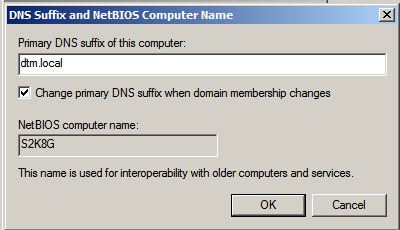 DNS Suffix and NetBIOS Computer Name
Primary DNS suffix of this computer:
dtm.local
Change primary DNS suffix when domain membership changes
NetBIOS computer name:
S2K8G
This name is used for interoperability with older computers and services.
OK
Cancel